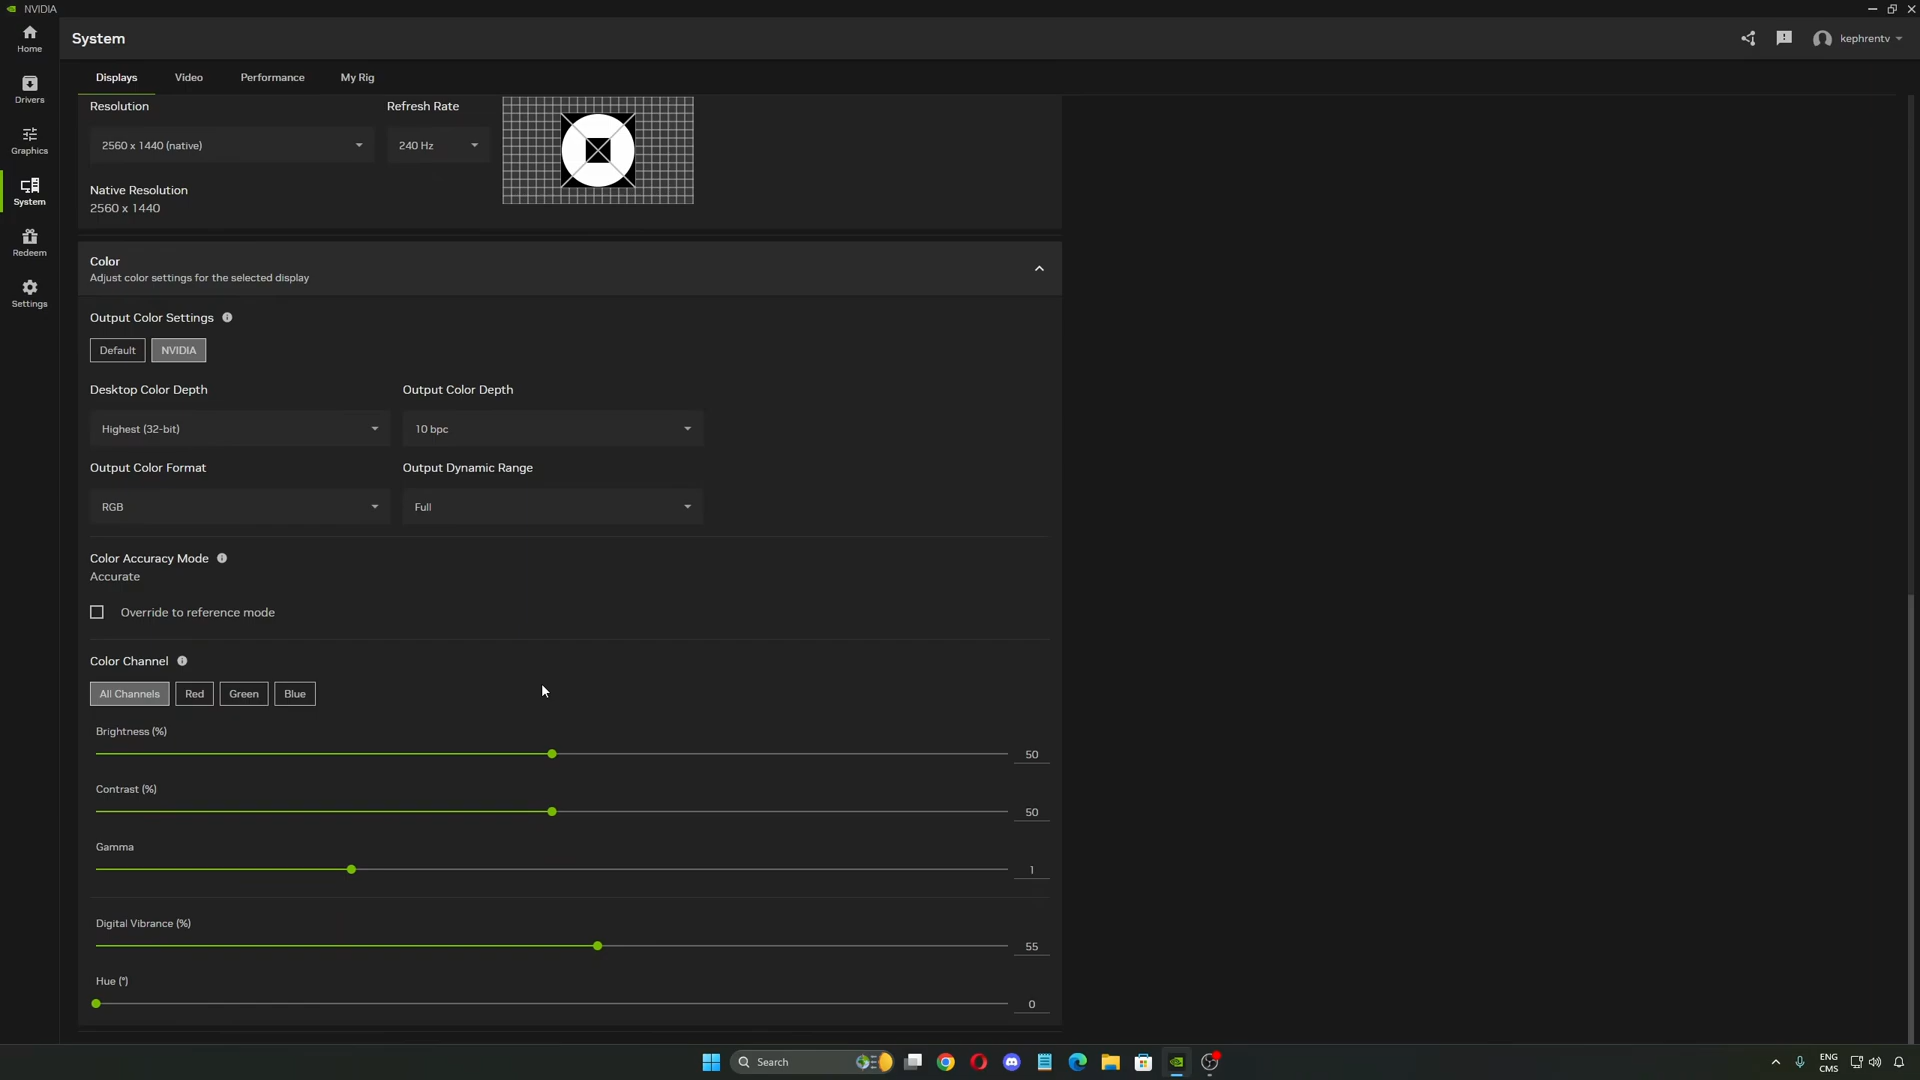 NVIDIA
Home
Drivers
Graphics
System
Redeem
Settings
System
kephrentv
Displays
Video
Performance
My Rig
Resolution
Refresh Rate
2560 x 1440 (native)
240 Hz
Native Resolution
2560 x 1440
Color
Adjust color settings for the selected display
Output Color Settings
Default
NVIDIA
Desktop Color Depth
Output Color Depth
Highest (32-bit)
10 bpc
Output Color Format
Output Dynamic Range
RGB
Full
Color Accuracy Mode
Accurate
Override to reference mode
Color Channel
All Channels
Red
Green
Blue
Brightness (%)
50
Contrast (%)
50
Gamma
1
Digital Vibrance (%)
55
Hue (°)
0
Search
ENG
CMS